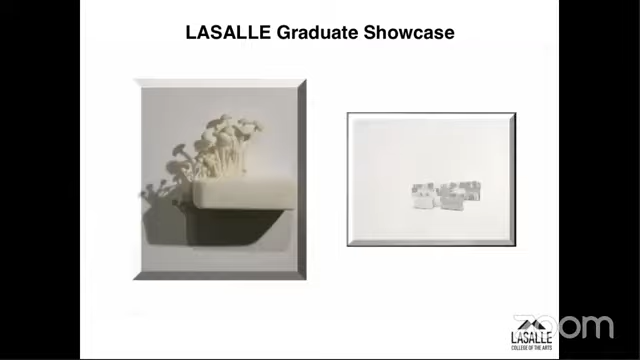 LASALLE Graduate Showcase
zoom
LASALLE
COLLEGE OF THE ARTS